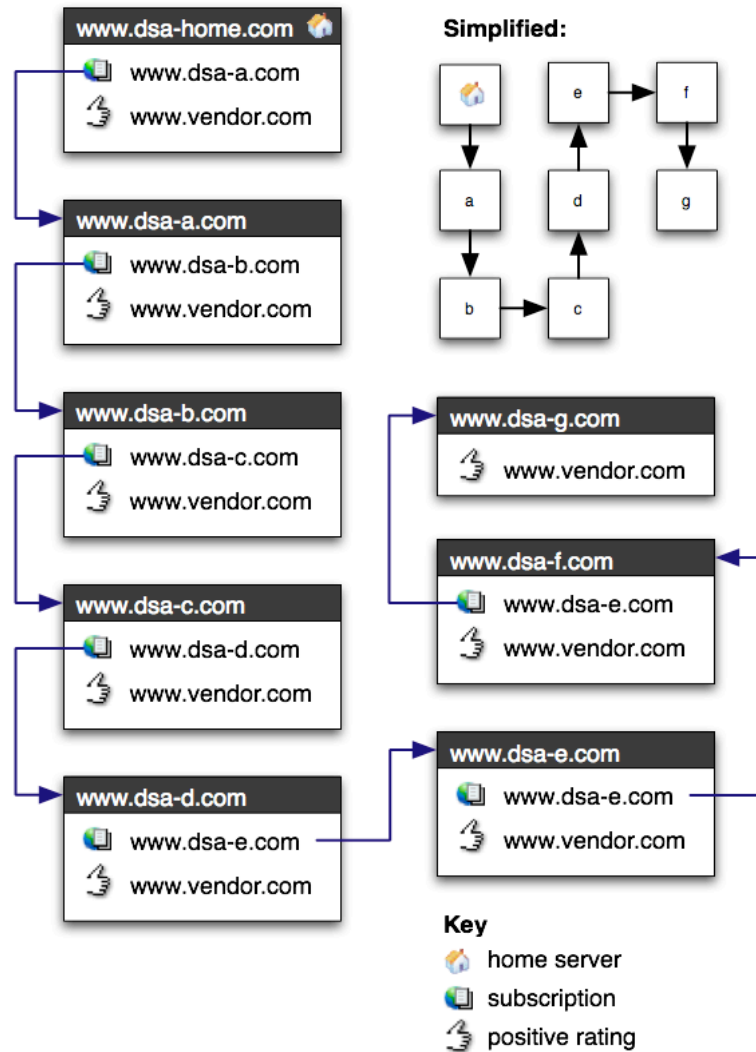 www.dsa-home.com
www.dsa-a.com
www.vendor.com
www.dsa-a.com
www.dsa-b.com
www.vendor.com
www.dsa-b.com
www.dsa-c.com
www.vendor.com
www.dsa-c.com
www.dsa-d.com
www.vendor.com
www.dsa-d.com
www.dsa-e.com
www.vendor.com
Simplified:
e
f
a
d
g
b
c
www.dsa-g.com
www.vendor.com
www.dsa-f.com
www.dsa-e.com
www.vendor.com
www.dsa-e.com
www.dsa-e.com
www.vendor.com
Key
home server
subscription
positive rating